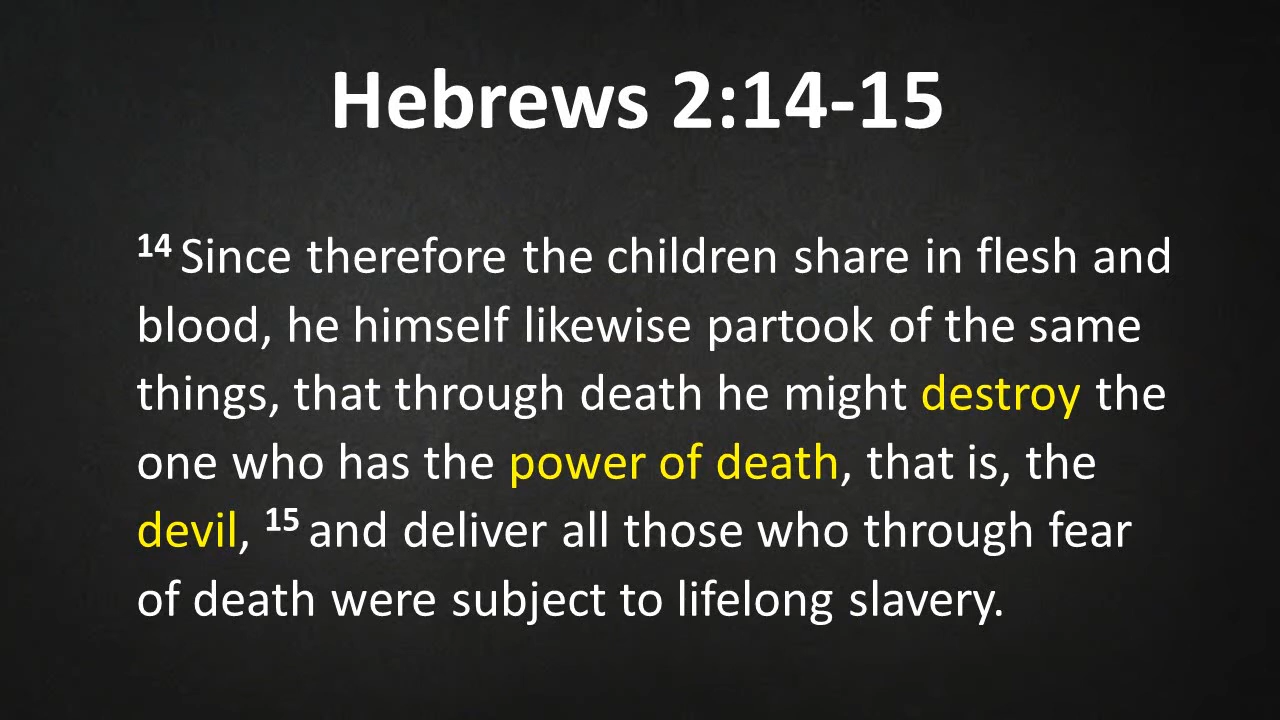 Hebrews 2:14-15
14 Since therefore the children share in flesh and
blood, he himself likewise partook of the same
things, that through death he might destroy the
one who has the power of death, that is, the
devil, 15 and deliver all those who through fear
of death were subject to lifelong slavery.